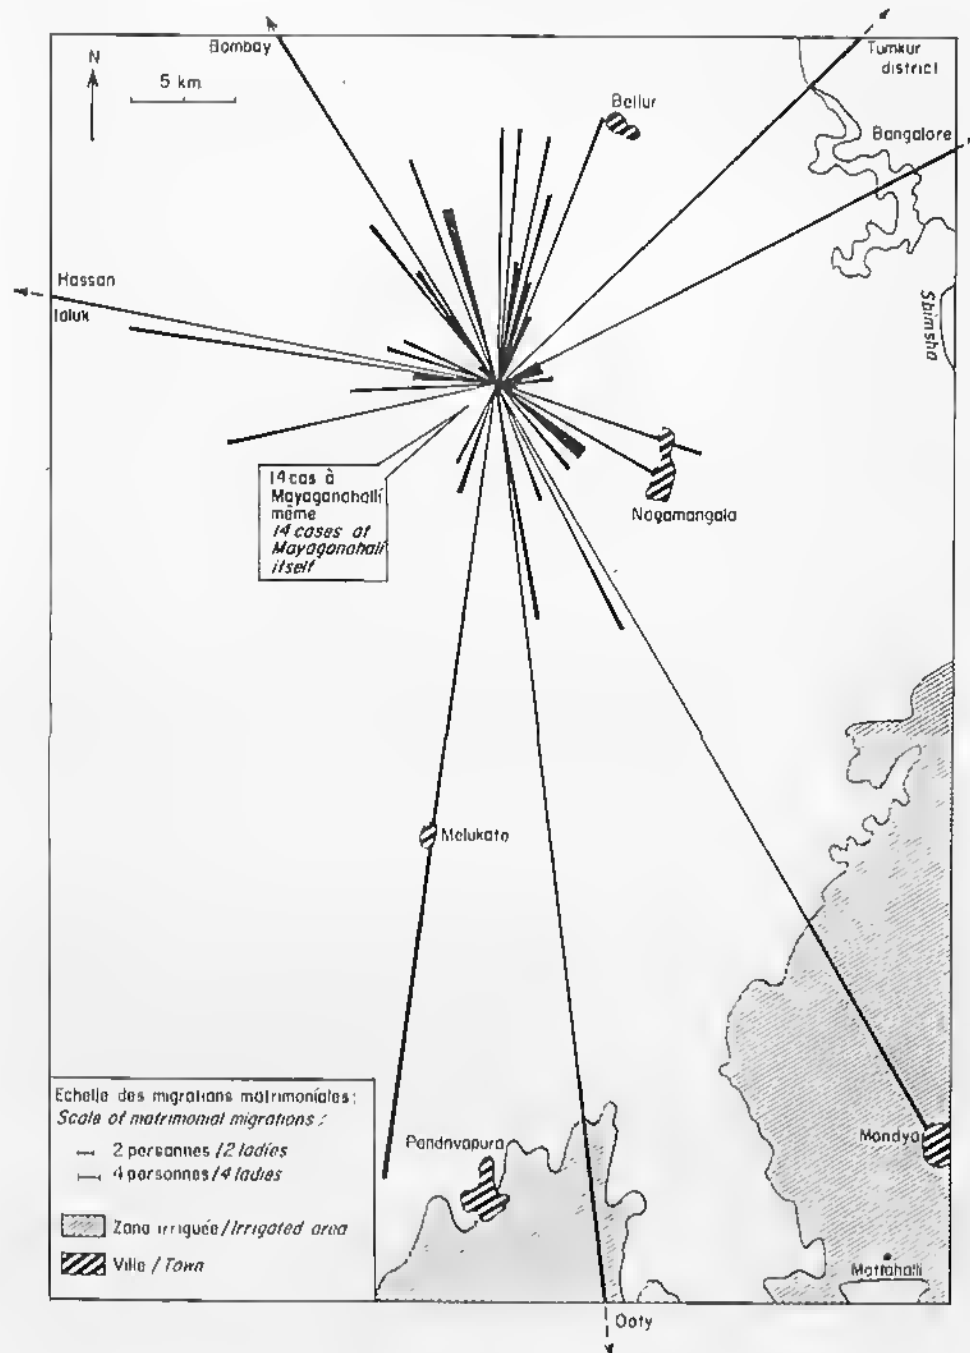 Bombay
Tumkur
district
N
5 km
Bellur
Bangalore
Hassan
taluk
Shimsha
14 cas à
Mayaganahalli
même
14 cases at
Mayaganahalli
itself
Nagamangala
Melukote
Echelle des migrations matrimoniales :
Scale of matrimonial migrations :
2 personnes / 2 ladies
4 personnes / 4 ladies
Zone irriguée / Irrigated area
Ville / Town
Pandavapura
Mandya
Mattahalli
Ooty